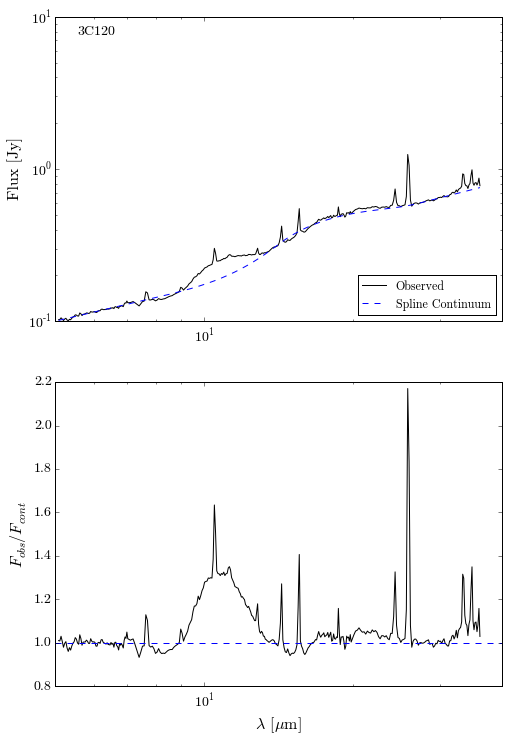 3C120
10^1
10^0
10^-1
Flux [Jy]
Observed
Spline Continuum
10^1
2.2
2.0
1.8
1.6
1.4
1.2
1.0
0.8
F_obs/F_cont
10^1
λ [μm]